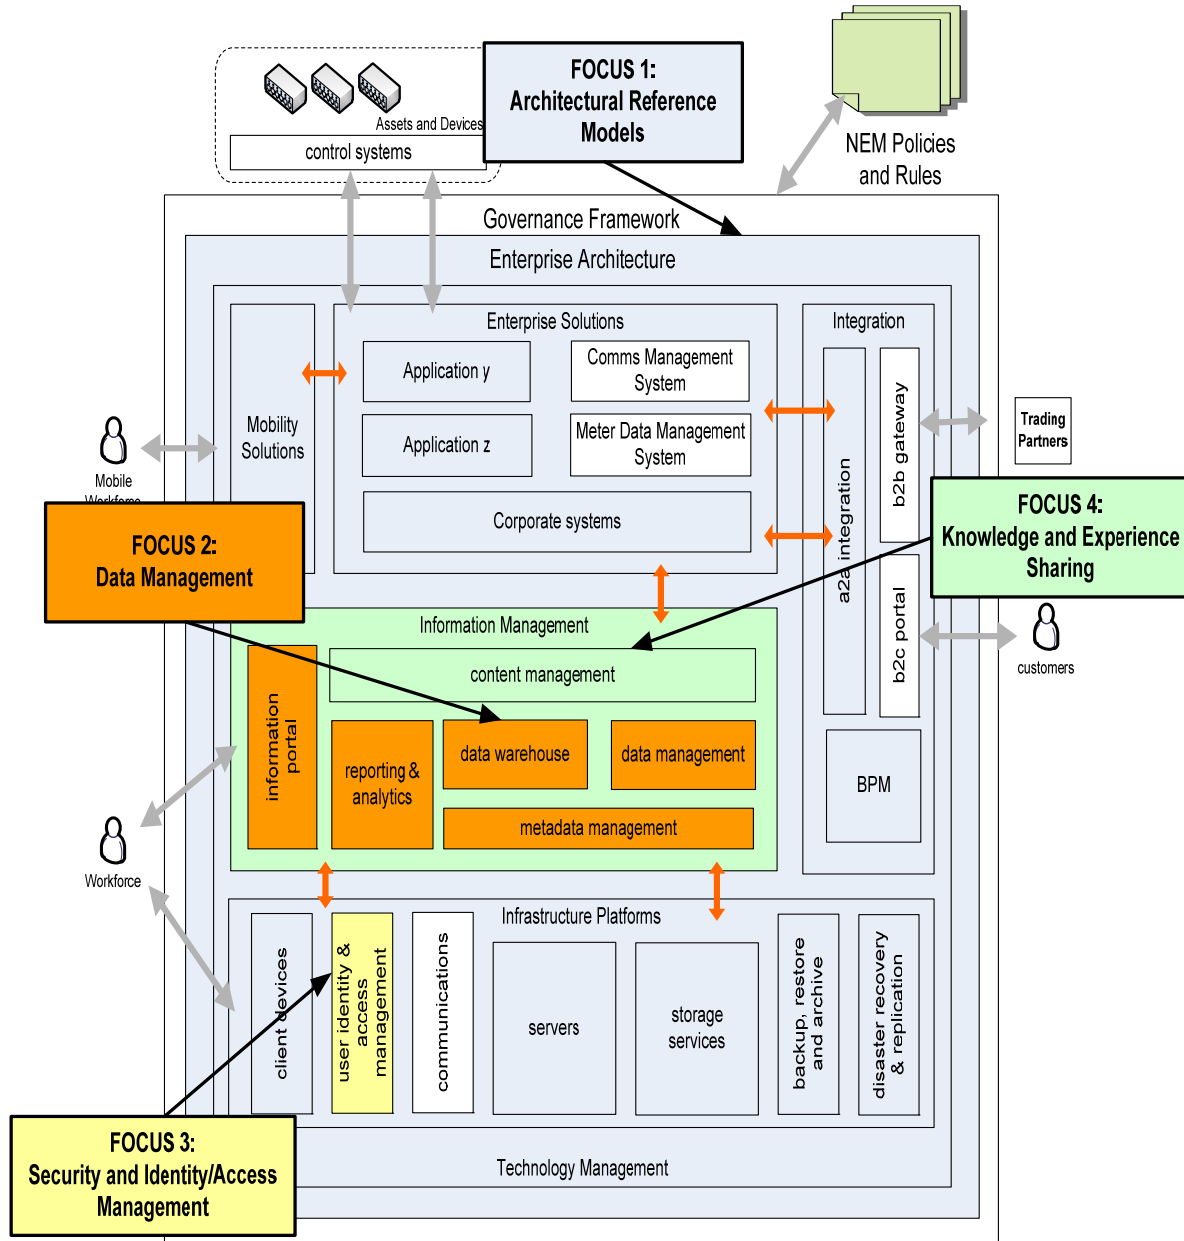 FOCUS 1:
Architectural Reference
Models
Assets and Devices
control systems
NEM Policies
and Rules
Governance Framework
Enterprise Architecture
Enterprise Solutions
Integration
Application y
Comms Management
System
Mobility
Solutions
Application z
Meter Data Management
System
Corporate systems
a2a integration
b2b gateway
b2c portal
BPM
Trading
Partners
Mobile
Workforce
FOCUS 2:
Data Management
FOCUS 4:
Knowledge and Experience
Sharing
customers
Information Management
content management
information
portal
reporting &
analytics
data warehouse
data management
metadata management
Workforce
Infrastructure Platforms
client devices
user identity &
access
management
communications
servers
storage
services
backup, restore
and archive
disaster recovery
& replication
FOCUS 3:
Security and Identity/Access
Management
Technology Management